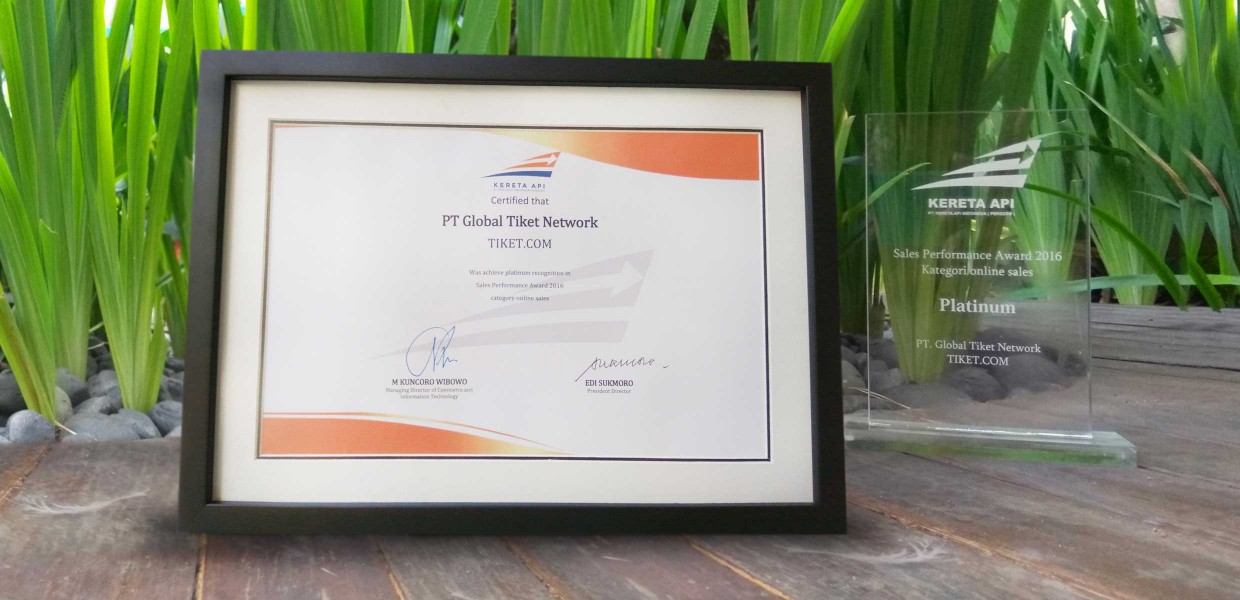 KERETA API
Certified that
PT Global Tiket Network
TIKET.COM
Was achieve platinum recognition in
Sales Performance Award 2016
category online sales
M KUNCORO WIBOWO
Managing Director of Commerce and
Information Technology
EDI SUKMORO
President Director
KERETA API
PT. KERETA API INDONESIA ( PERSERO )
Sales Performance Award 2016
Kategori online sales
Platinum
PT. Global Tiket Network
TIKET.COM